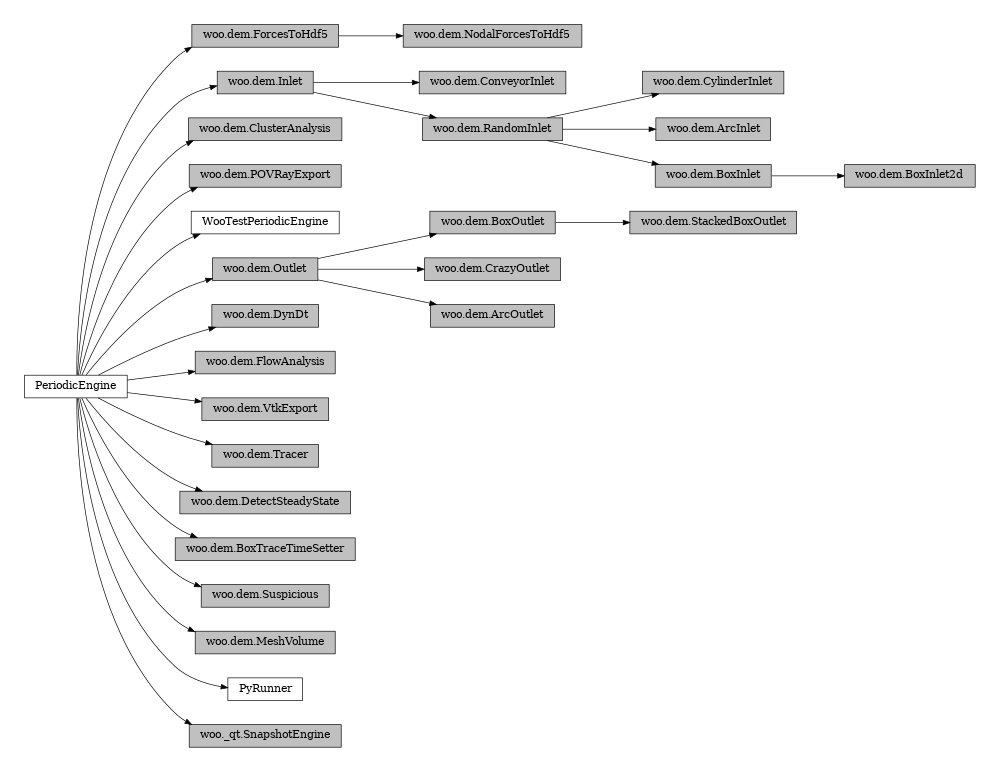 woo.dem.ForcesToHdf5
woo.dem.NodalForcesToHdf5
woo.dem.Inlet
woo.dem.ConveyorInlet
woo.dem.CylinderInlet
woo.dem.ClusterAnalysis
woo.dem.RandomInlet
woo.dem.ArcInlet
woo.dem.POVRayExport
woo.dem.BoxInlet
woo.dem.BoxInlet2d
WooTestPeriodicEngine
woo.dem.BoxOutlet
woo.dem.StackedBoxOutlet
woo.dem.Outlet
woo.dem.CrazyOutlet
woo.dem.DynDt
woo.dem.ArcOutlet
woo.dem.FlowAnalysis
PeriodicEngine
woo.dem.VtkExport
woo.dem.Tracer
woo.dem.DetectSteadyState
woo.dem.BoxTraceTimeSetter
woo.dem.Suspicious
woo.dem.MeshVolume
PyRunner
woo._qt.SnapshotEngine